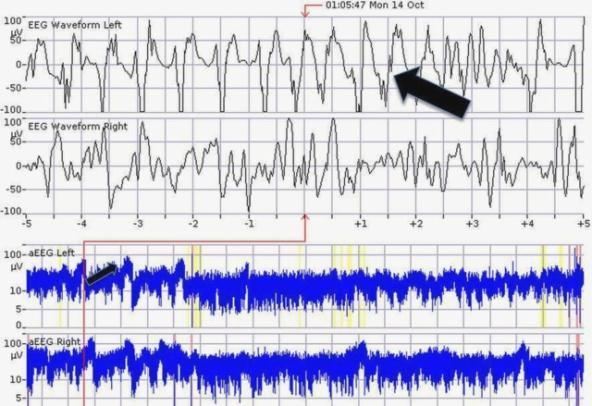 01:05:47 Mon 14 Oct
EEG Waveform Left
100
µV
50
0
-50
-100
EEG Waveform Right
100
µV
50
0
-50
-100
-5 -4 -3 -2 -1 +1 +2 +3 +4 +5
aEEG Left
100
µV
10
5
0
aEEG Right
100
µV
10
5